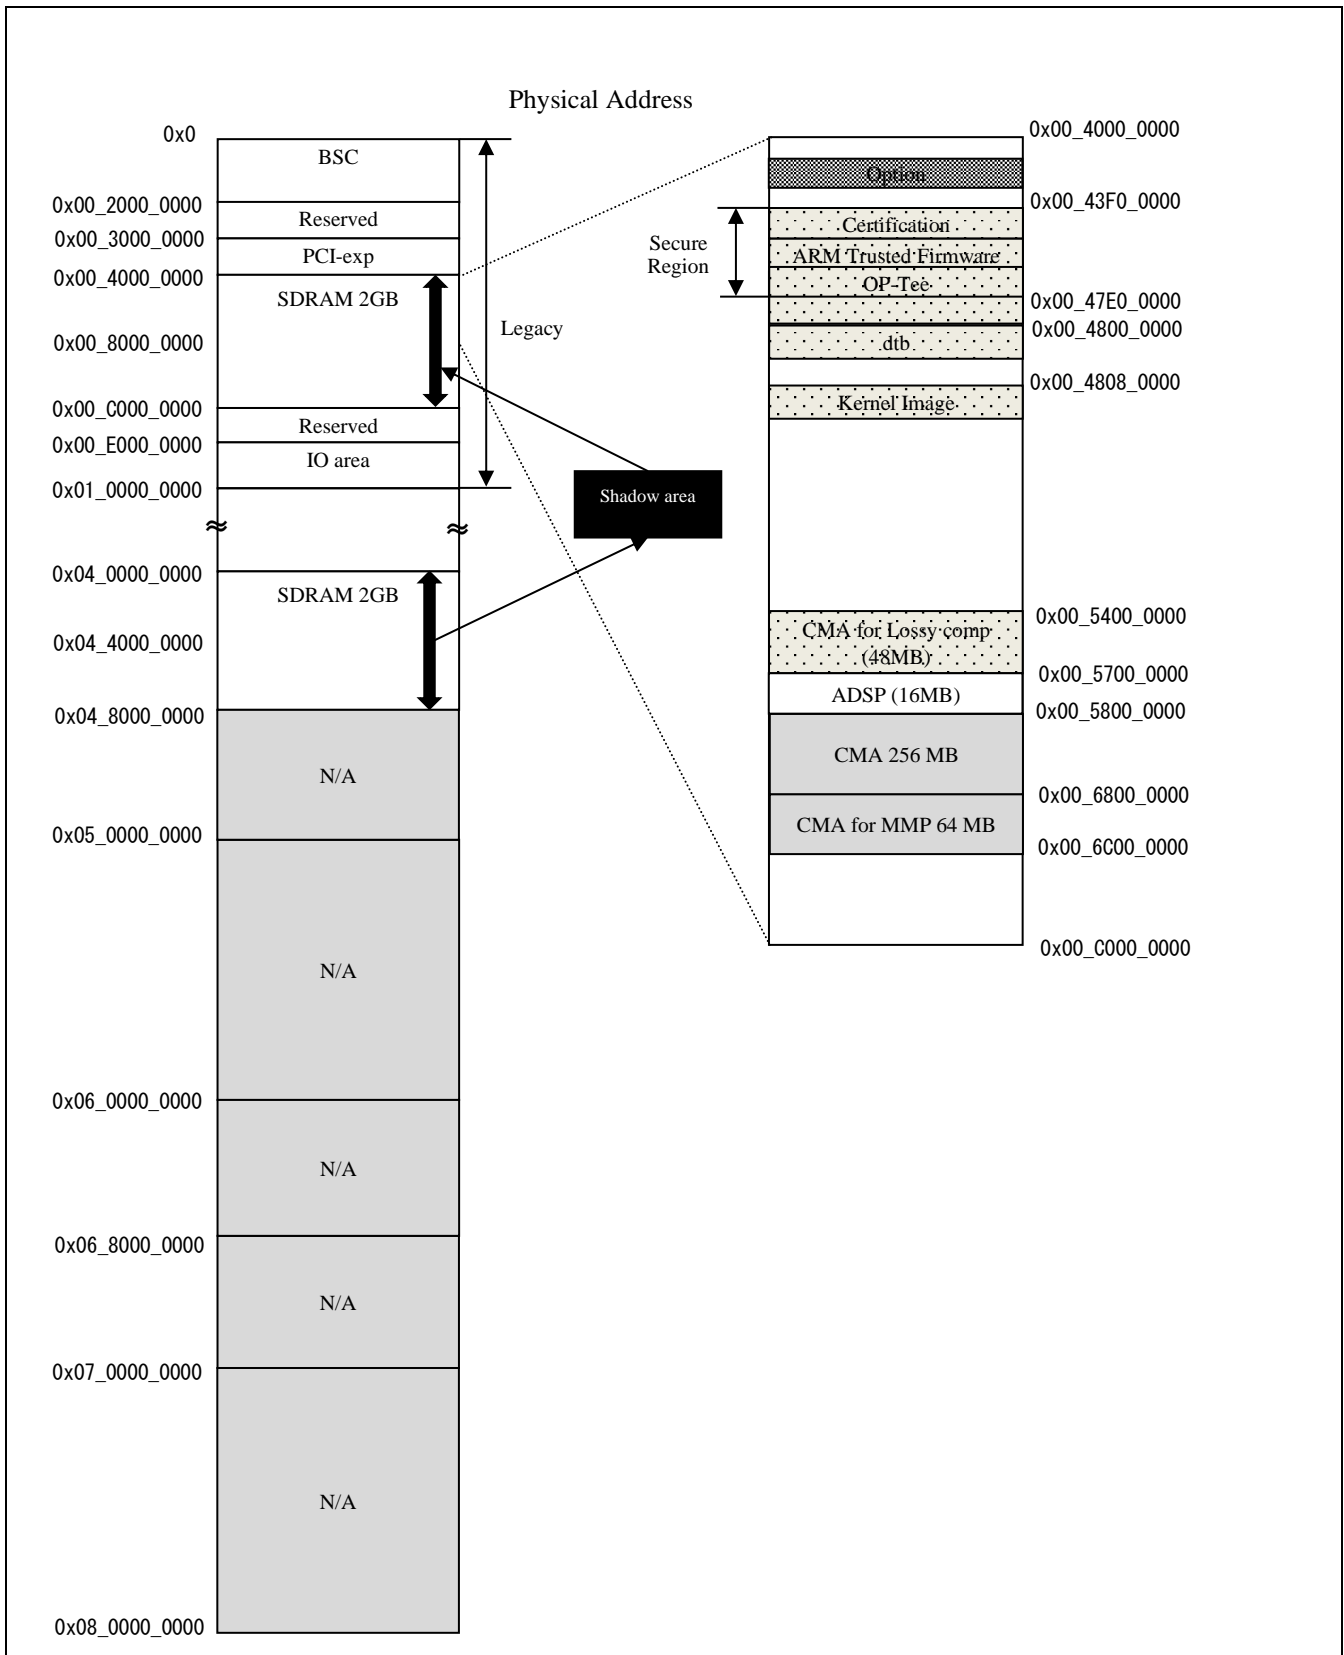 Physical Address
0x0
BSC
0x00_2000_0000
Reserved
0x00_3000_0000
PCI-exp
0x00_4000_0000
SDRAM 2GB
0x00_8000_0000
Legacy
0x00_C000_0000
Reserved
0x00_E000_0000
IO area
0x01_0000_0000
Shadow area
0x04_0000_0000
SDRAM 2GB
0x04_4000_0000
0x04_8000_0000
N/A
0x05_0000_0000
N/A
0x06_0000_0000
N/A
0x06_8000_0000
N/A
0x07_0000_0000
N/A
0x08_0000_0000
0x00_4000_0000
Option
0x00_43F0_0000
Secure
Region
Certification
ARM Trusted Firmware
OP-Tee
0x00_47E0_0000
0x00_4800_0000
dtb
0x00_4808_0000
Kernel Image
0x00_5400_0000
CMA for Lossy comp
(48MB)
0x00_5700_0000
ADSP (16MB)
0x00_5800_0000
CMA 256 MB
0x00_6800_0000
CMA for MMP 64 MB
0x00_6C00_0000
0x00_C000_0000